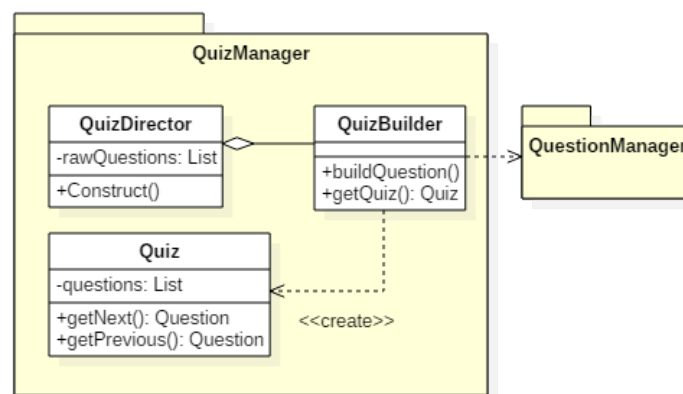 QuizManager
QuizDirector
-rawQuestions: List
+Construct()
QuizBuilder
+buildQuestion()
+getQuiz(): Quiz
QuestionManager
Quiz
-questions: List
+getNext(): Question
+getPrevious(): Question
<<create>>